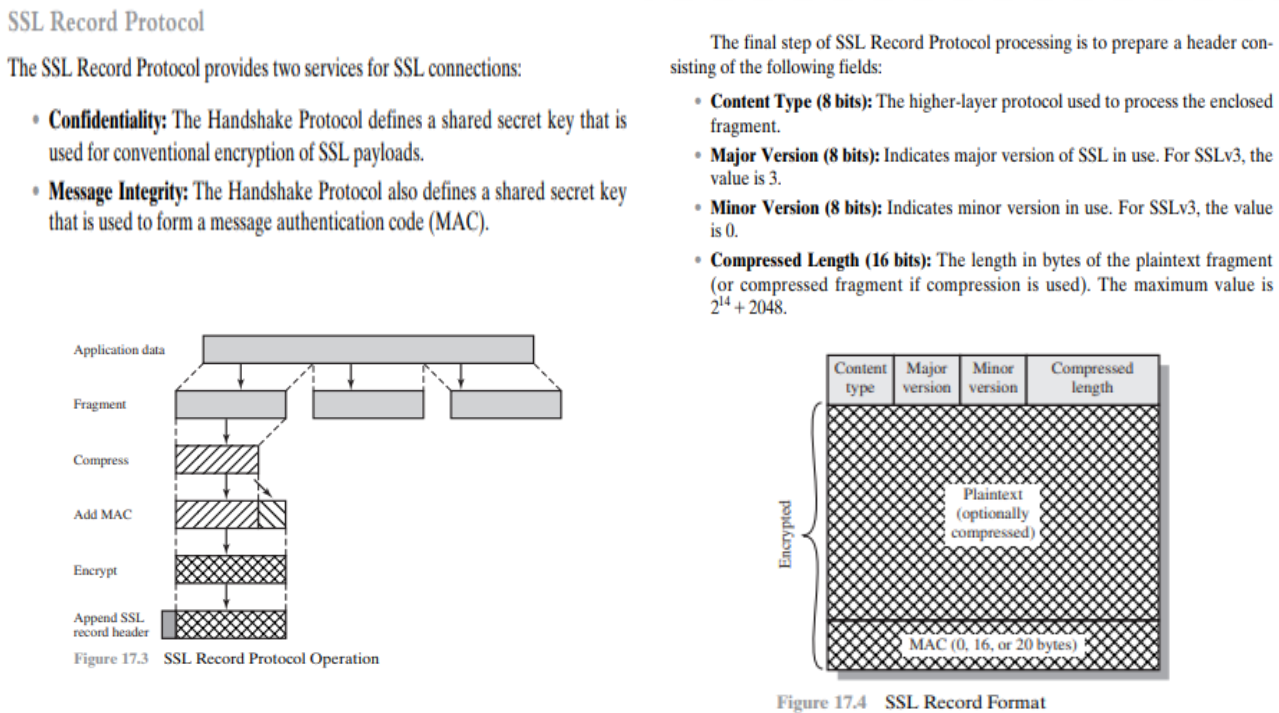 SSL Record Protocol
The SSL Record Protocol provides two services for SSL connections:
• Confidentiality: The Handshake Protocol defines a shared secret key that is
used for conventional encryption of SSL payloads.
• Message Integrity: The Handshake Protocol also defines a shared secret key
that is used to form a message authentication code (MAC).
Application data
Fragment
Compress
Add MAC
Encrypt
Append SSL
record header
Figure 17.3 SSL Record Protocol Operation
The final step of SSL Record Protocol processing is to prepare a header con-
sisting of the following fields:
• Content Type (8 bits): The higher-layer protocol used to process the enclosed
fragment.
• Major Version (8 bits): Indicates major version of SSL in use. For SSLv3, the
value is 3.
• Minor Version (8 bits): Indicates minor version in use. For SSLv3, the value
is 0.
• Compressed Length (16 bits): The length in bytes of the plaintext fragment
(or compressed fragment if compression is used). The maximum value is
2¹⁴ + 2048.
Content
type
Major
version
Minor
version
Compressed
length
Encrypted
Plaintext
(optionally
compressed)
MAC (0, 16, or 20 bytes)
Figure 17.4 SSL Record Format